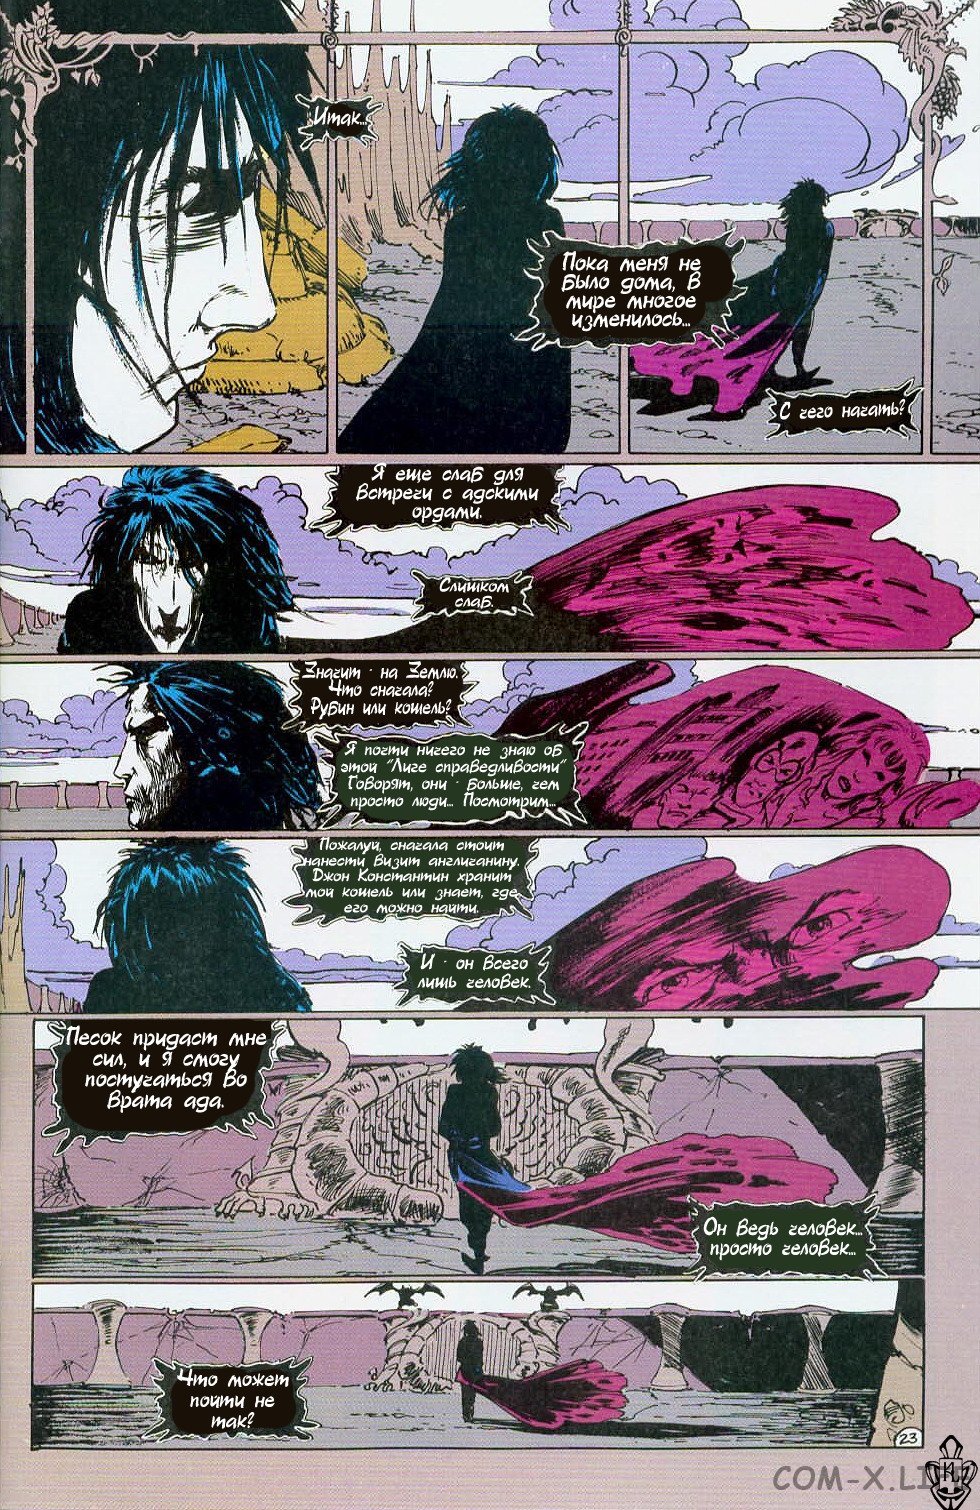 Итак...
Пока меня не
было дома, в
мире многое
изменилось...
С чего начать?
Я еще слаб для
встречи с адскими
ордами.
Слишком
слаб.
Значит - на Землю.
Что сначала?
Рубин или кошель?
Я почти ничего не знаю об
этой "Лиге справедливости"
Говорят, они - больше, чем
просто люди... Посмотрим...
Пожалуй, сначала стоит
нанести визит англичанину.
Джон Константин хранит
мой кошель или знает, где
его можно найти.
И - он всего
лишь человек.
Песок придаст мне
сил, и я смогу
постучаться во
Врата ада.
Он ведь человек...
просто человек...
Что может
пойти не
так?
23
COM-X.LIFE